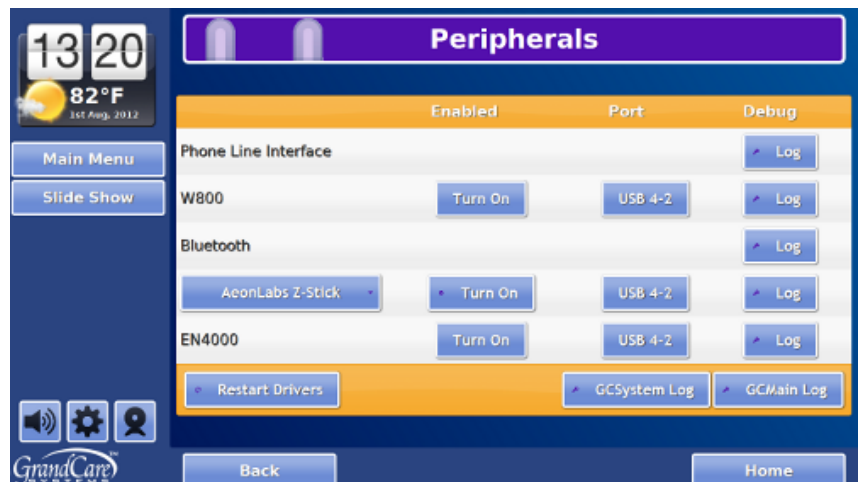 13 20
Peripherals
82°F
1st Aug, 2012
Enabled Port Debug
Main Menu
Phone Line Interface Log
Slide Show
W800 Turn On USB 4-2 Log
Bluetooth Log
AeonLabs Z-Stick Turn On USB 4-2 Log
EN4000 Turn On USB 4-2 Log
Restart Drivers GCSystem Log GCMain Log
GrandCare™
SYSTEMS
Back Home